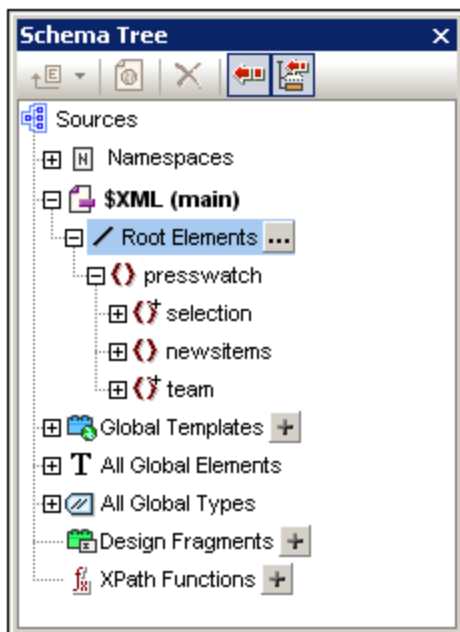 Schema Tree
Sources
Namespaces
$XML (main)
Root Elements ...
presswatch
selection
newsitems
team
Global Templates
All Global Elements
All Global Types
Design Fragments
XPath Functions